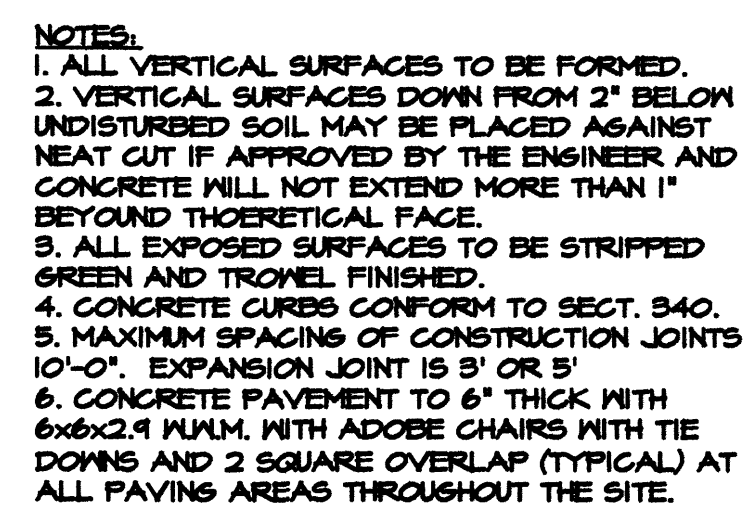 NOTES:
1. ALL VERTICAL SURFACES TO BE FORMED.
2. VERTICAL SURFACES DOWN FROM 2" BELOW
UNDISTURBED SOIL MAY BE PLACED AGAINST
NEAT CUT IF APPROVED BY THE ENGINEER AND
CONCRETE WILL NOT EXTEND MORE THAN 1"
BEYOUND THOERETICAL FACE.
3. ALL EXPOSED SURFACES TO BE STRIPPED
GREEN AND TROWEL FINISHED.
4. CONCRETE CURBS CONFORM TO SECT. 340.
5. MAXIMUM SPACING OF CONSTRUCTION JOINTS
10'-0". EXPANSION JOINT IS 3' OR 5'
6. CONCRETE PAVEMENT TO 6" THICK WITH
6x6x2.9 W.W.M. WITH ADOBE CHAIRS WITH TIE
DOWNS AND 2 SQUARE OVERLAP (TYPICAL) AT
ALL PAVING AREAS THROUGHOUT THE SITE.